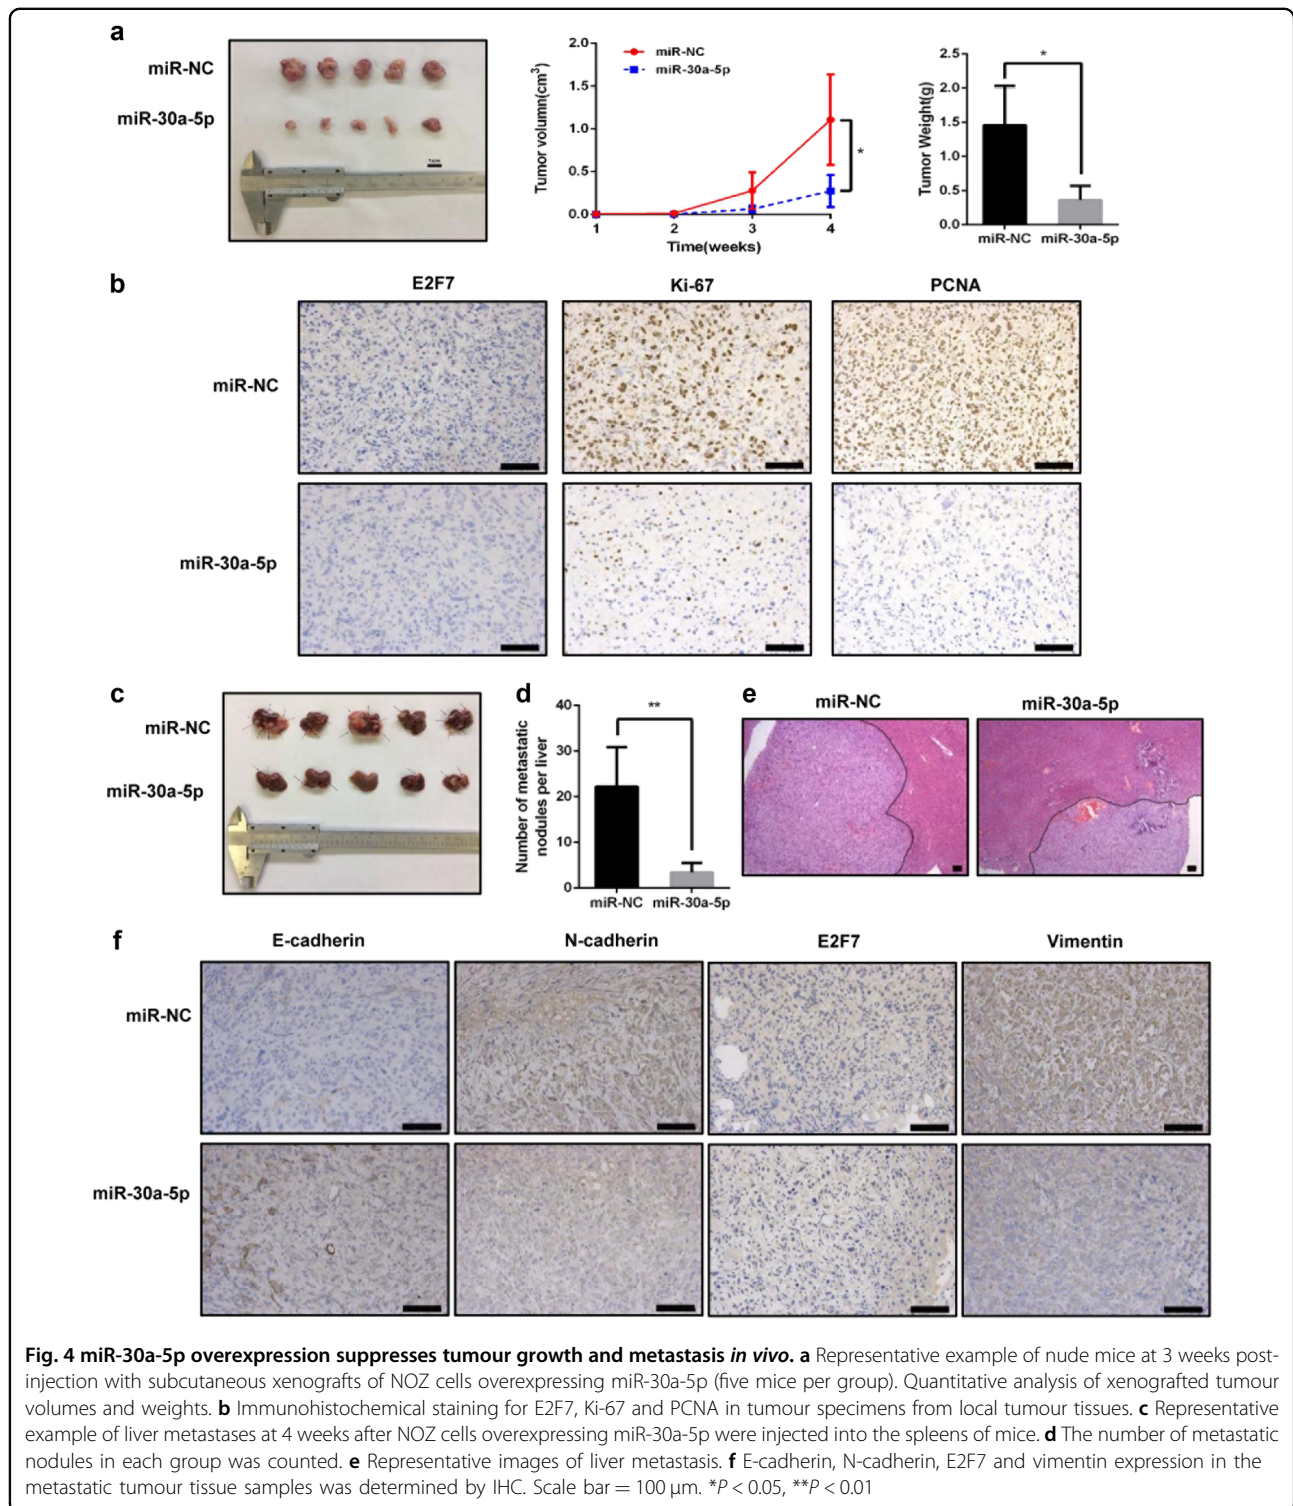 a
miR-NC
miR-30a-5p
1 cm
Tumor volumn(cm³)
2.0
1.5
1.0
0.5
0.0
miR-NC
miR-30a-5p
*
1 2 3 4
Time(weeks)
Tumor Weight(g)
2.5
2.0
1.5
1.0
0.5
0.0
*
miR-NC miR-30a-5p
b
E2F7 Ki-67 PCNA
miR-NC
miR-30a-5p
c
miR-NC
miR-30a-5p
d
Number of metastatic
nodules per liver
40
30
20
10
0
**
miR-NC miR-30a-5p
e
miR-NC miR-30a-5p
f
E-cadherin N-cadherin E2F7 Vimentin
miR-NC
miR-30a-5p
Fig. 4 miR-30a-5p overexpression suppresses tumour growth and metastasis in vivo. a Representative example of nude mice at 3 weeks post-
injection with subcutaneous xenografts of NOZ cells overexpressing miR-30a-5p (five mice per group). Quantitative analysis of xenografted tumour
volumes and weights. b Immunohistochemical staining for E2F7, Ki-67 and PCNA in tumour specimens from local tumour tissues. c Representative
example of liver metastases at 4 weeks after NOZ cells overexpressing miR-30a-5p were injected into the spleens of mice. d The number of metastatic
nodules in each group was counted. e Representative images of liver metastasis. f E-cadherin, N-cadherin, E2F7 and vimentin expression in the
metastatic tumour tissue samples was determined by IHC. Scale bar = 100 μm. *P < 0.05, **P < 0.01